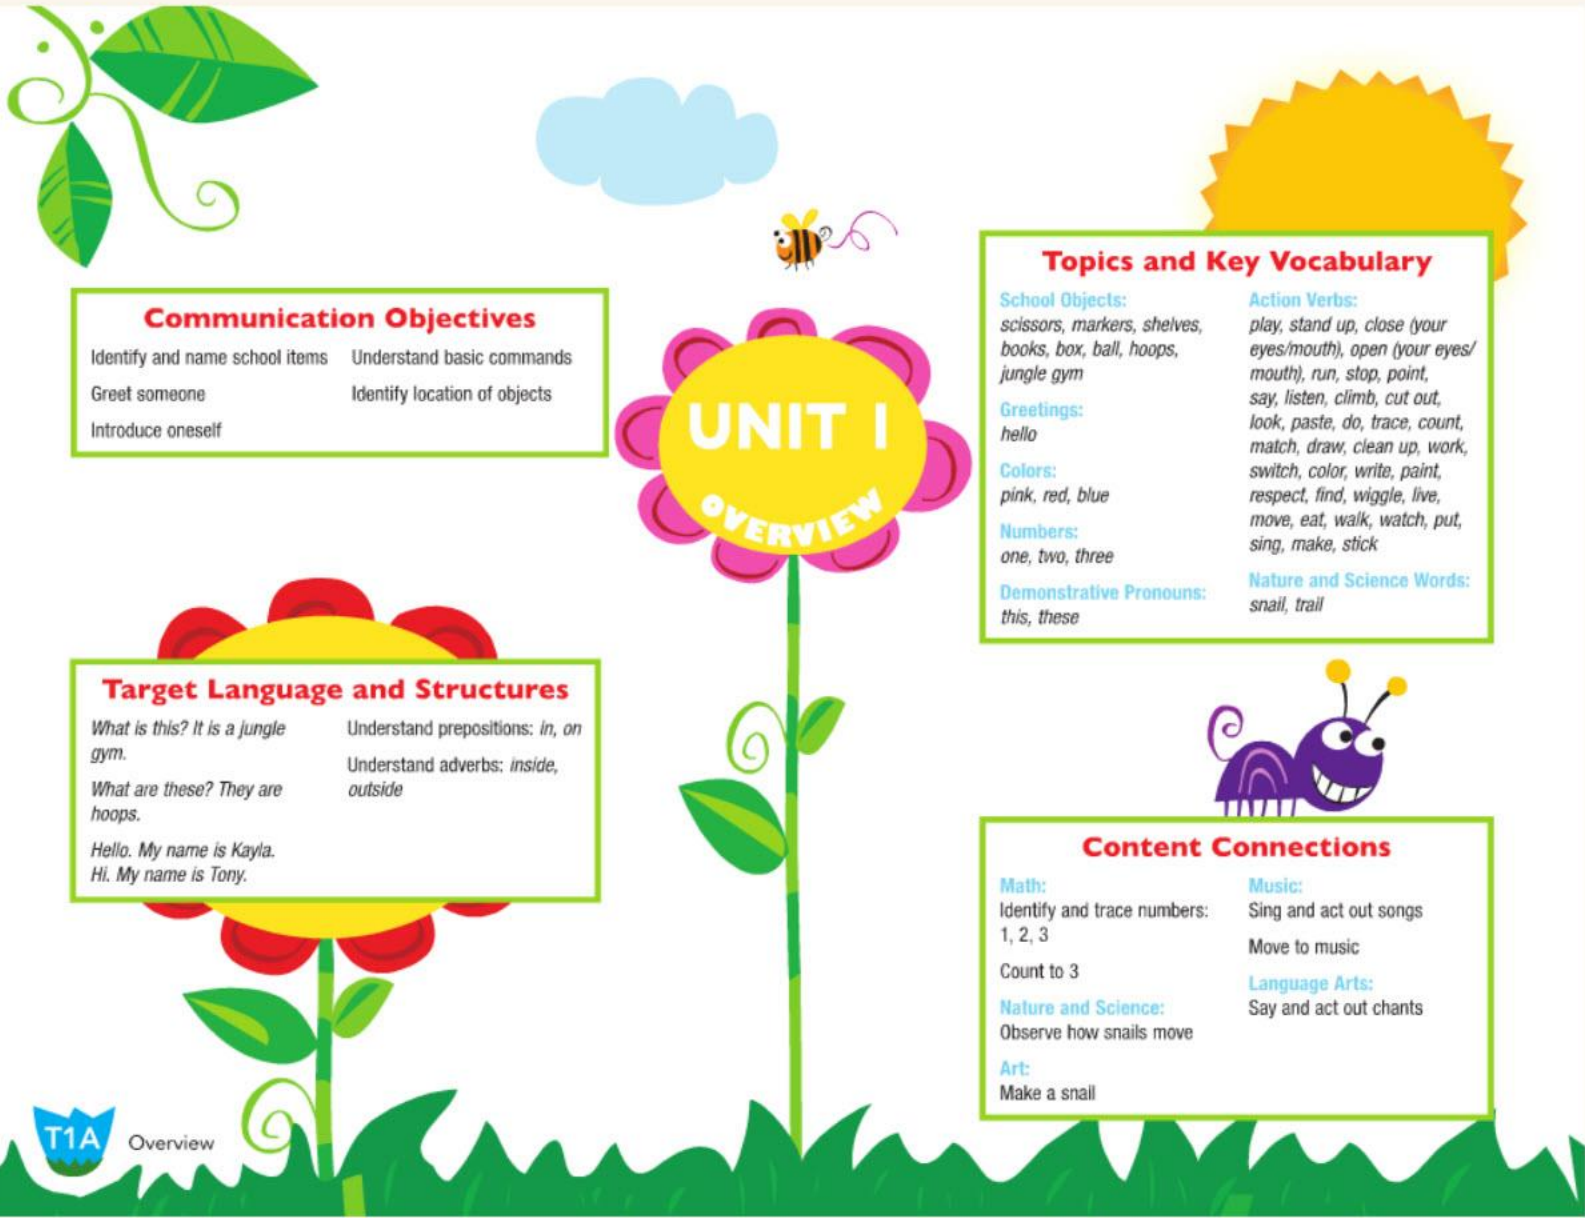 Communication Objectives
Identify and name school items
Greet someone
Introduce oneself
Understand basic commands
Identify location of objects
UNIT 1
OVERVIEW
Topics and Key Vocabulary
School Objects:
scissors, markers, shelves,
books, box, ball, hoops,
jungle gym
Greetings:
hello
Colors:
pink, red, blue
Numbers:
one, two, three
Demonstrative Pronouns:
this, these
Action Verbs:
play, stand up, close (your
eyes/mouth), open (your eyes/
mouth), run, stop, point,
say, listen, climb, cut out,
look, paste, do, trace, count,
match, draw, clean up, work,
switch, color, write, paint,
respect, find, wiggle, live,
move, eat, walk, watch, put,
sing, make, stick
Nature and Science Words:
snail, trail
Target Language and Structures
What is this? It is a jungle
gym.
What are these? They are
hoops.
Hello. My name is Kayla.
Hi. My name is Tony.
Understand prepositions: in, on
Understand adverbs: inside,
outside
Content Connections
Math:
Identify and trace numbers:
1, 2, 3
Count to 3
Nature and Science:
Observe how snails move
Art:
Make a snail
Music:
Sing and act out songs
Move to music
Language Arts:
Say and act out chants
T1A
Overview